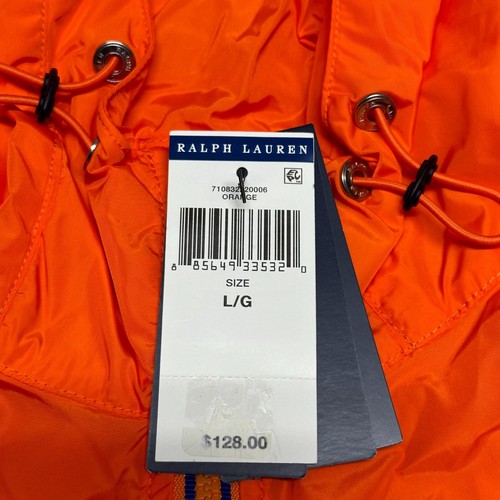 RALPH LAUREN
ORANGE
8 85649 33532 0
SIZE
L/G
$128.00